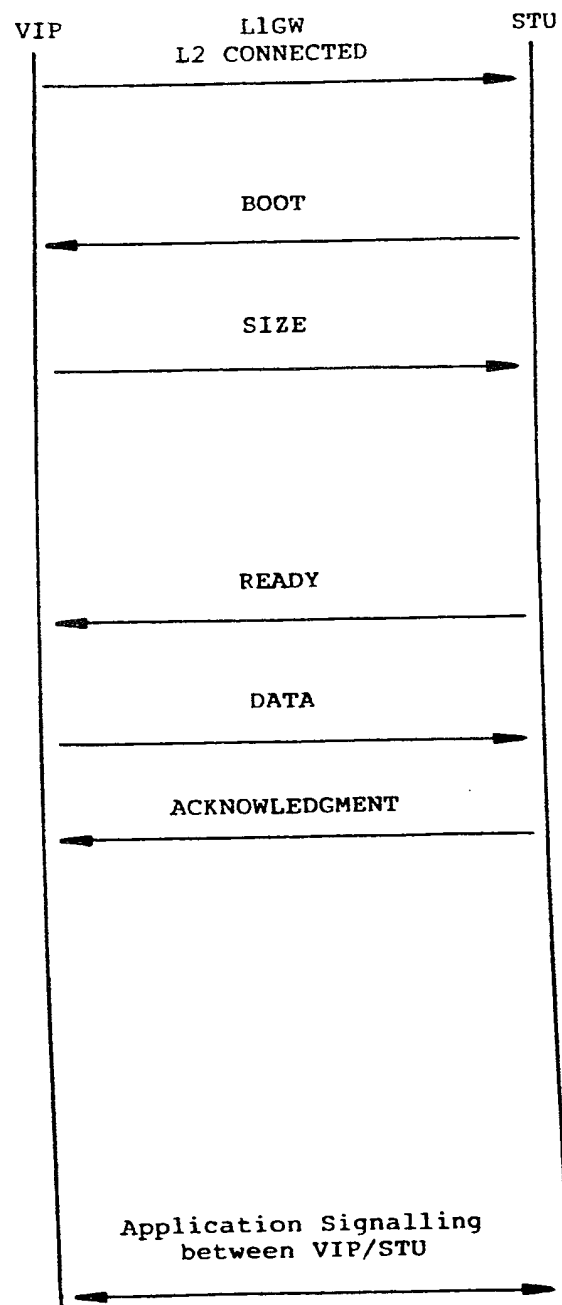 VIP L1GW STU
L2 CONNECTED
BOOT
SIZE
READY
DATA
ACKNOWLEDGMENT
Application Signalling
between VIP/STU